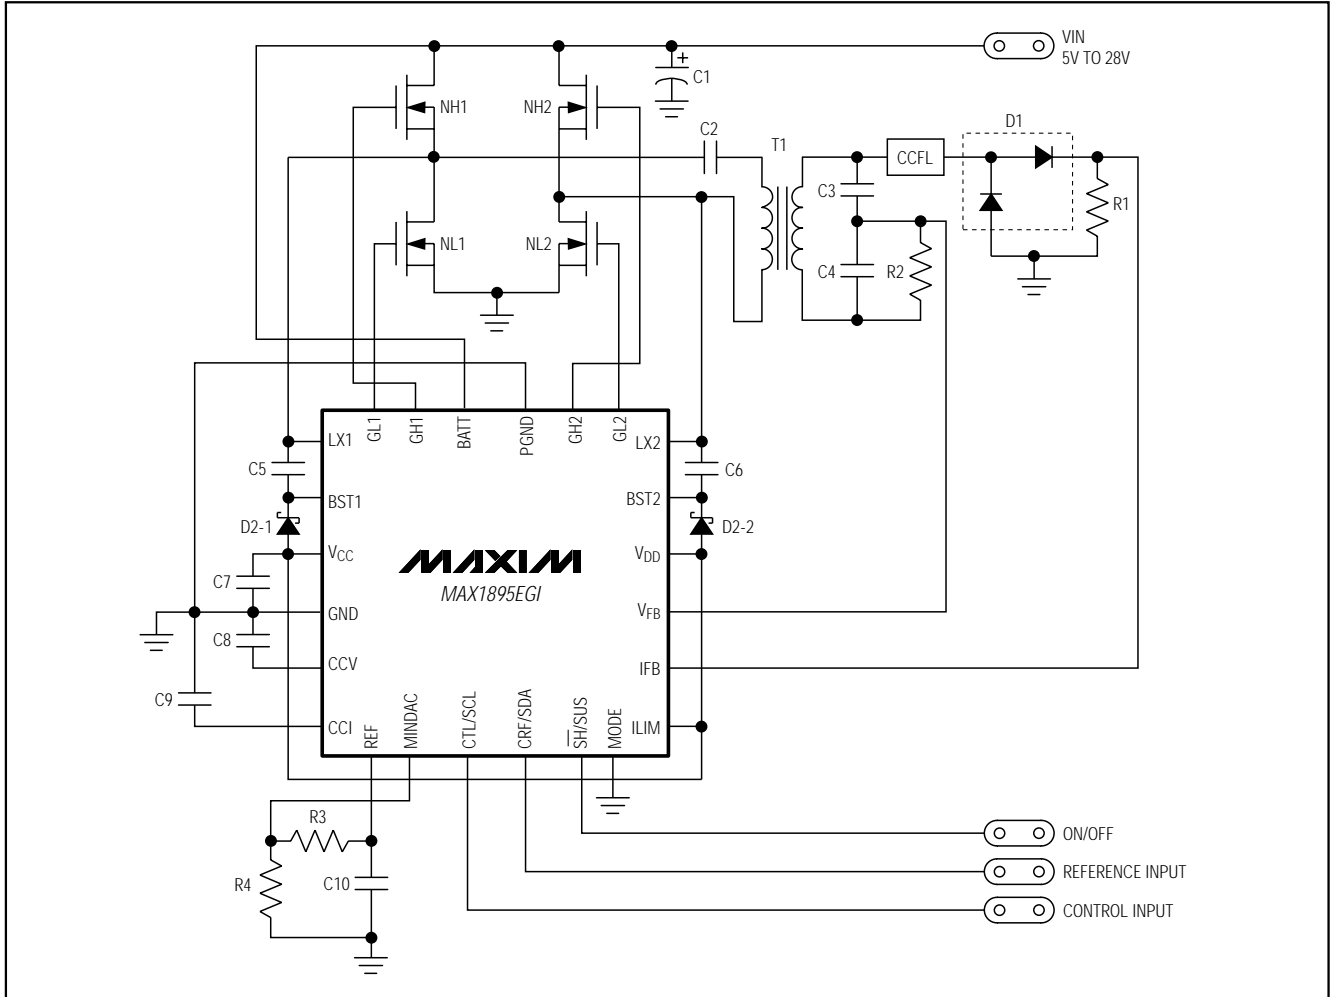 VIN
5V TO 28V
C1
NH1
NH2
C2
T1
D1
CCFL
C3
R1
NL1
NL2
C4
R2
GL1
GH1
BATT
PGND
GH2
GL2
LX1
LX2
C5
C6
BST1
BST2
D2-1
D2-2
VCC
VDD
MAXIM
MAX1895EGI
C7
GND
VFB
C8
CCV
IFB
C9
CCI
REF
MINDAC
CTL/SCL
CRF/SDA
SH/SUS
MODE
ILIM
R3
ON/OFF
R4
C10
REFERENCE INPUT
CONTROL INPUT